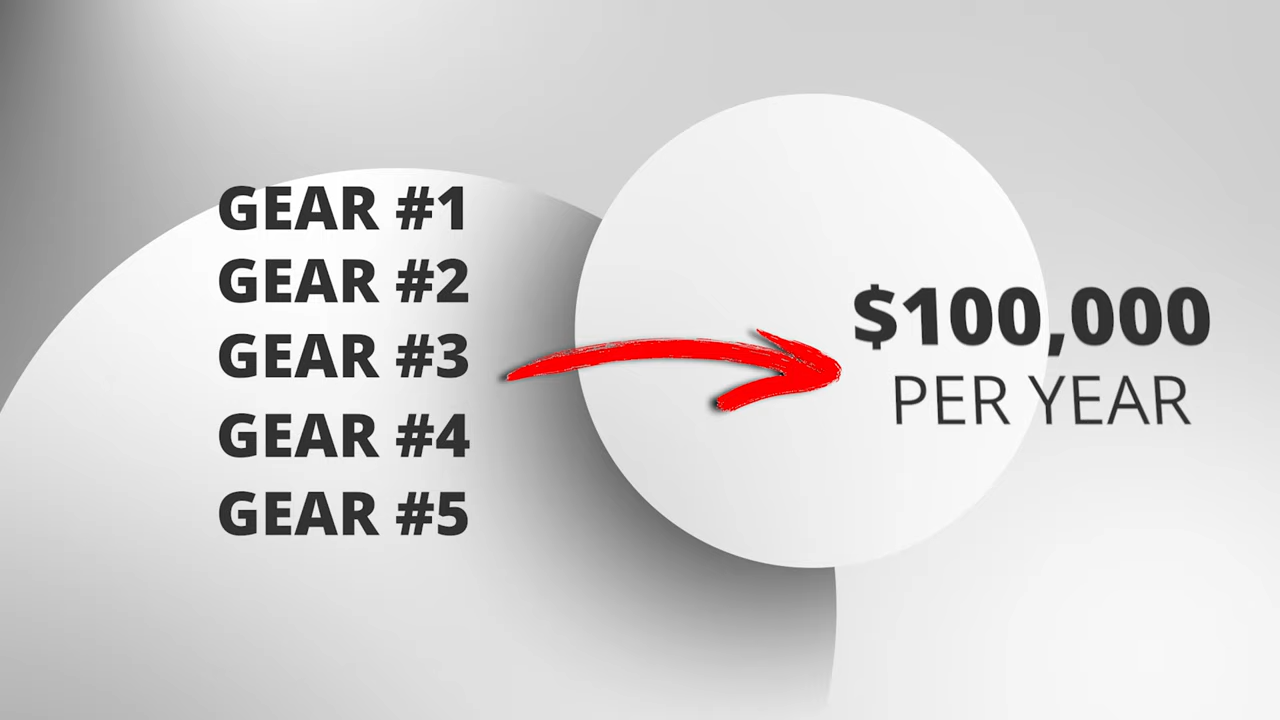 GEAR #1
GEAR #2
GEAR #3
GEAR #4
GEAR #5
$100,000
PER YEAR